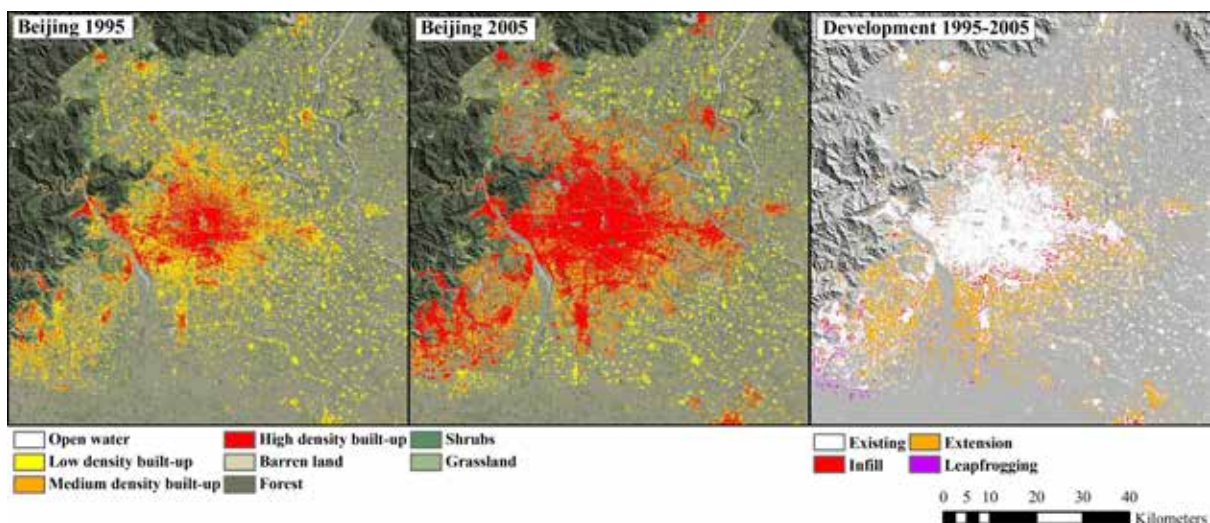 Beijing 1995
Beijing 2005
Development 1995-2005
Open water
High density built-up
Shrubs
Low density built-up
Barren land
Grassland
Medium density built-up
Forest
Existing
Extension
Infill
Leapfrogging
0 5 10 20 30 40
Kilometers